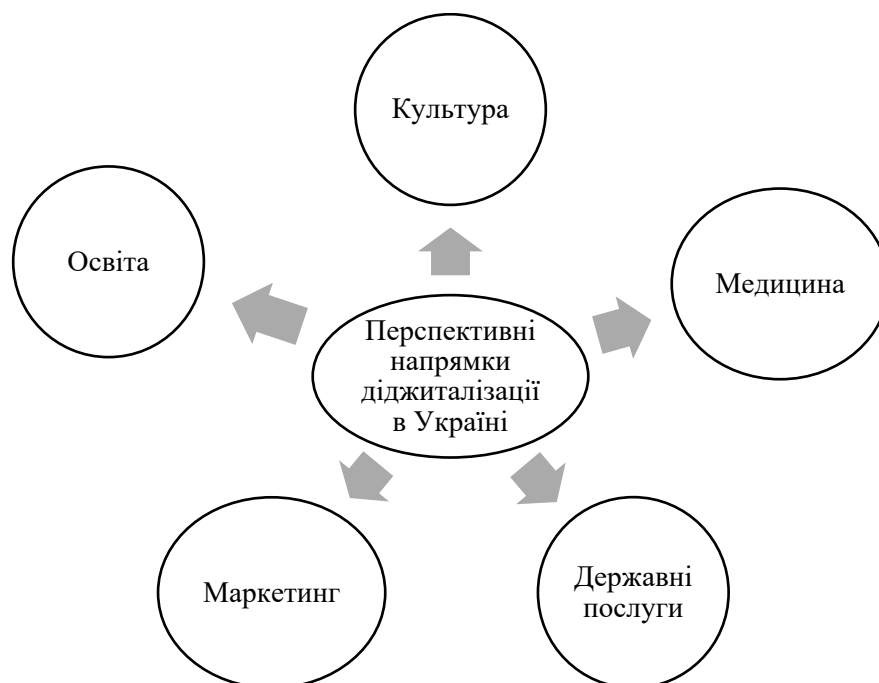 Культура
Освіта
Медицина
Перспективні
напрямки
діджиталізації
в Україні
Маркетинг
Державні
послуги